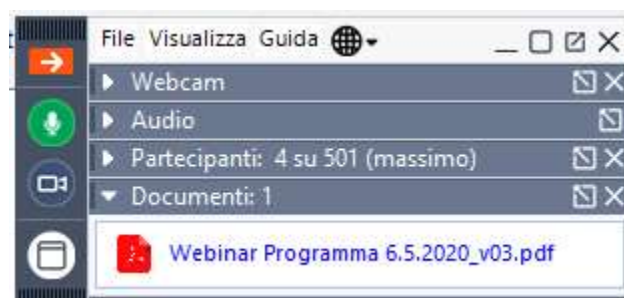 File Visualizza Guida
Webcam
Audio
Partecipanti: 4 su 501 (massimo)
Documenti: 1
Webinar Programma 6.5.2020_v03.pdf